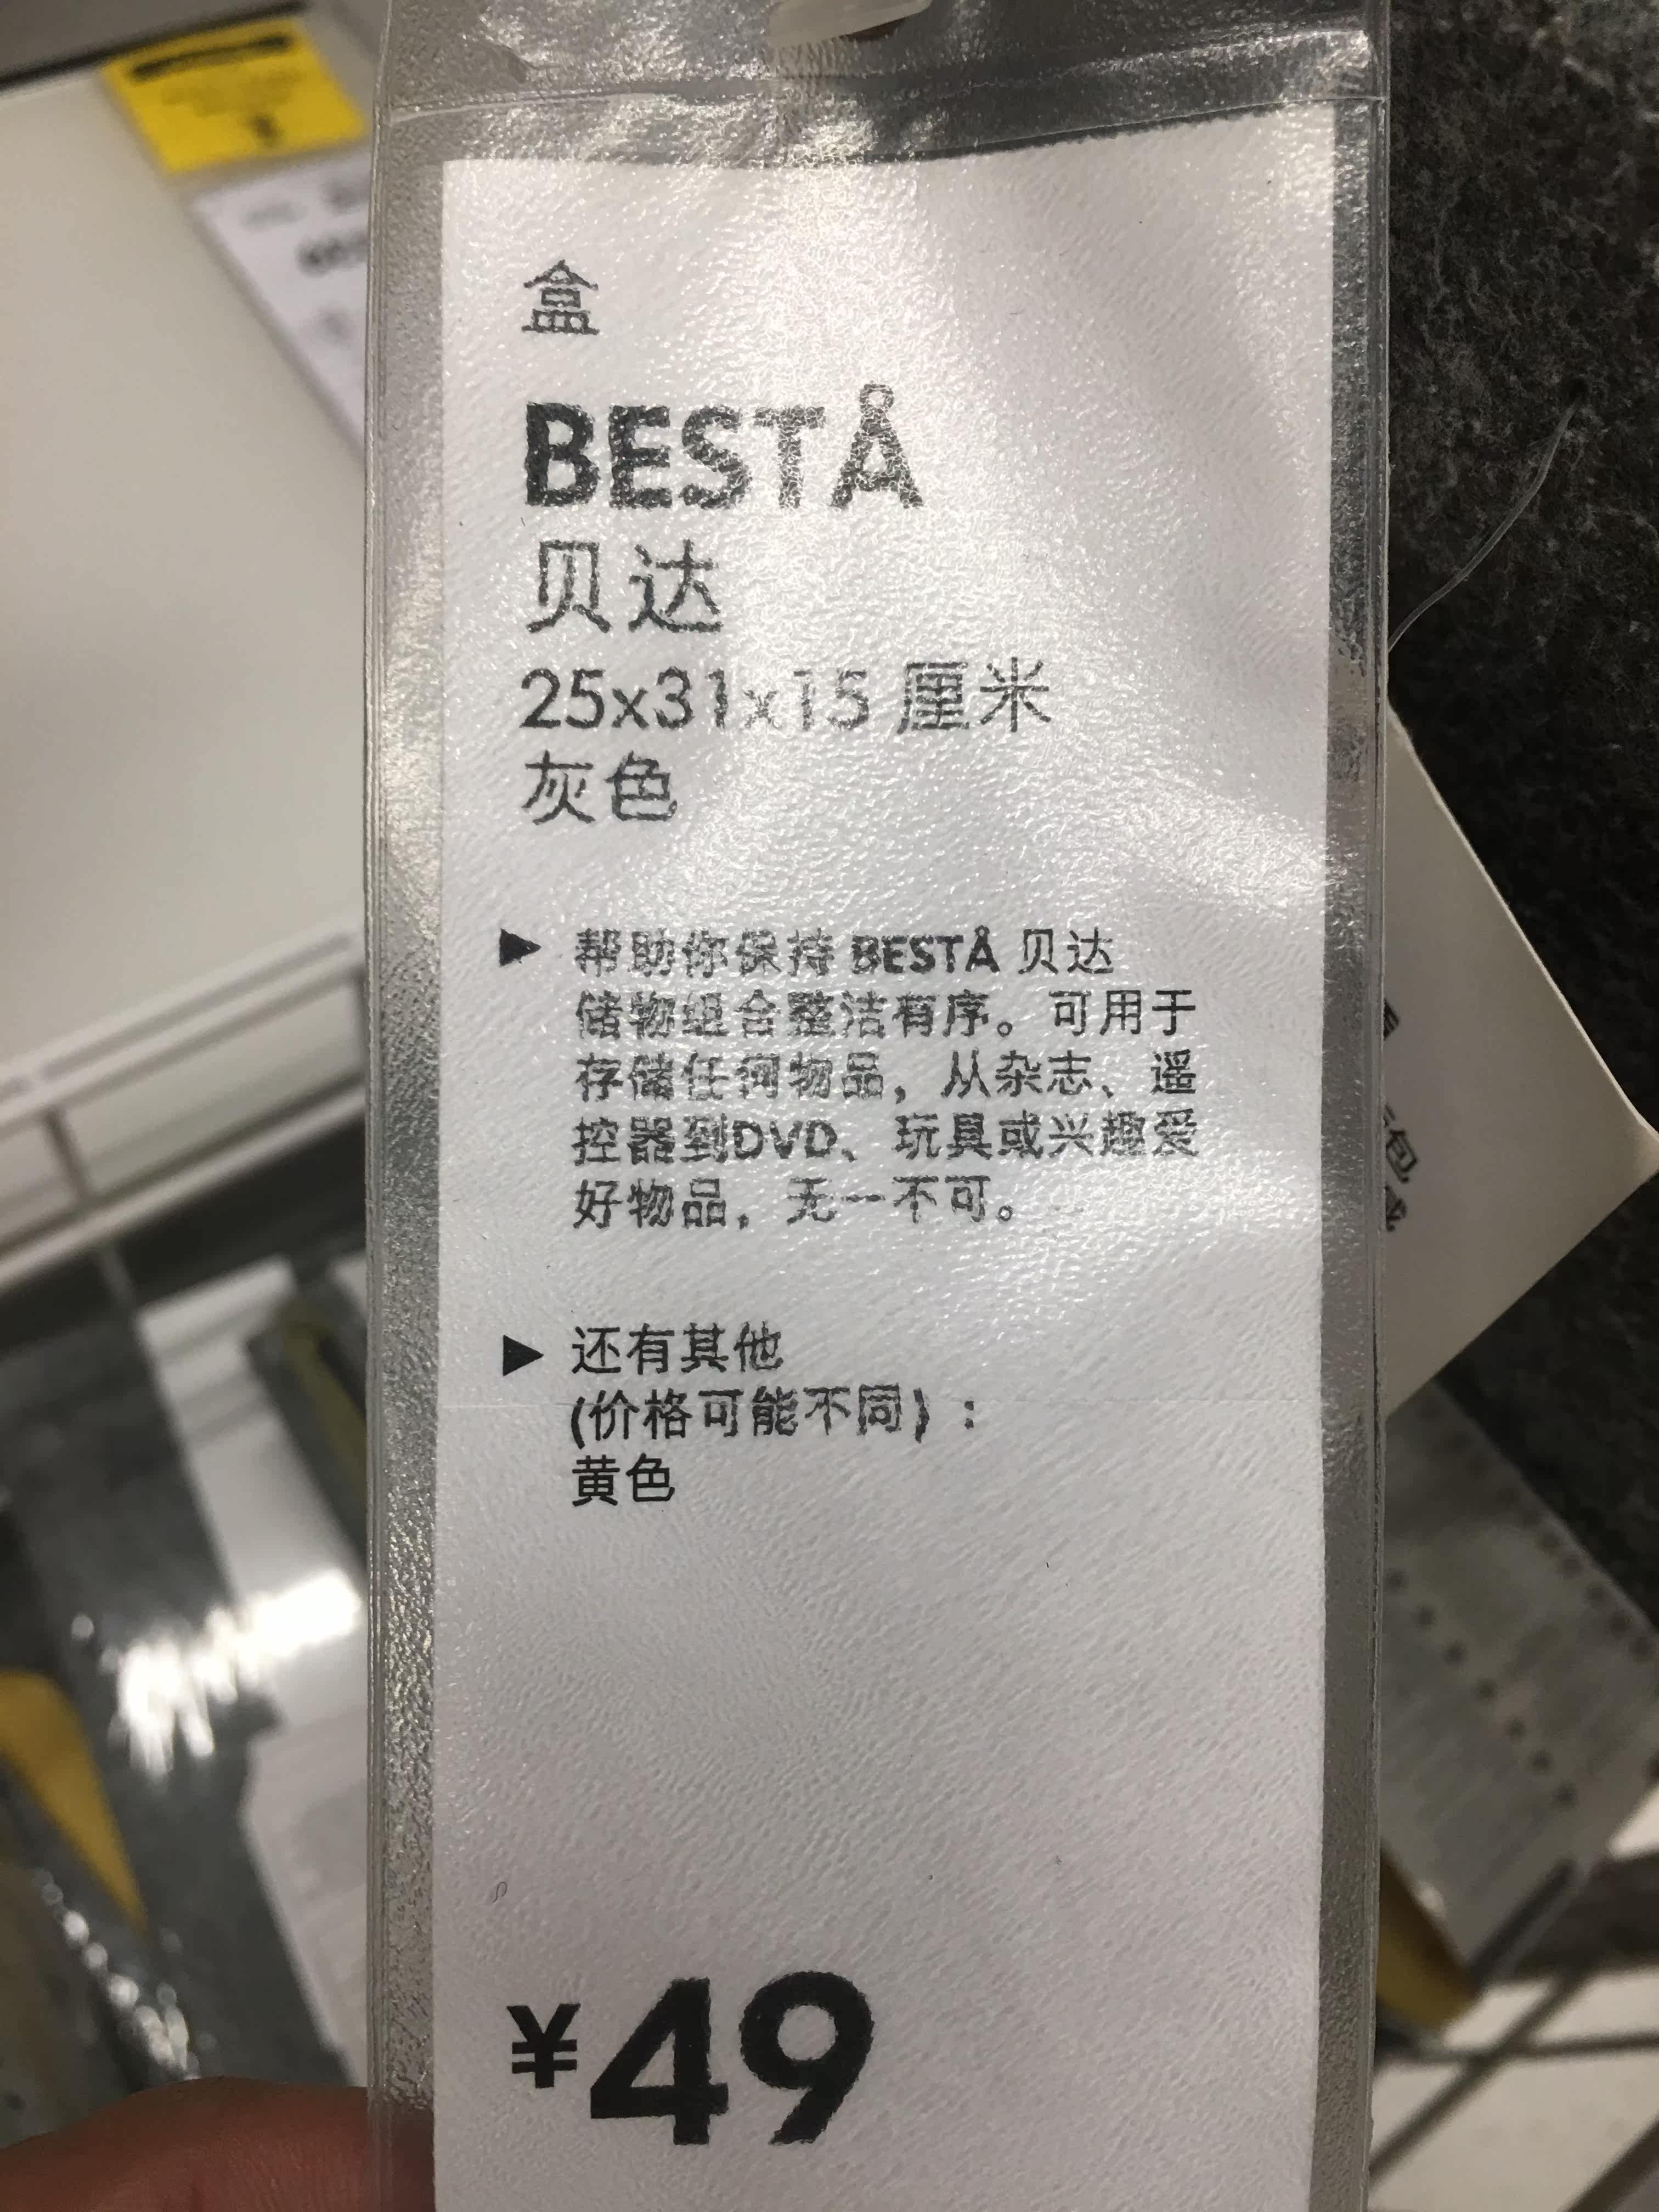 盒
BESTÅ
贝达
25x31x15 厘米
灰色
▶ 帮助你保持 BESTÅ 贝达
储物组合整洁有序。可用于
存储任何物品，从杂志、遥
控器到DVD、玩具或兴趣爱
好物品，无一不可。
▶ 还有其他
(价格可能不同）：
黄色
¥49
包